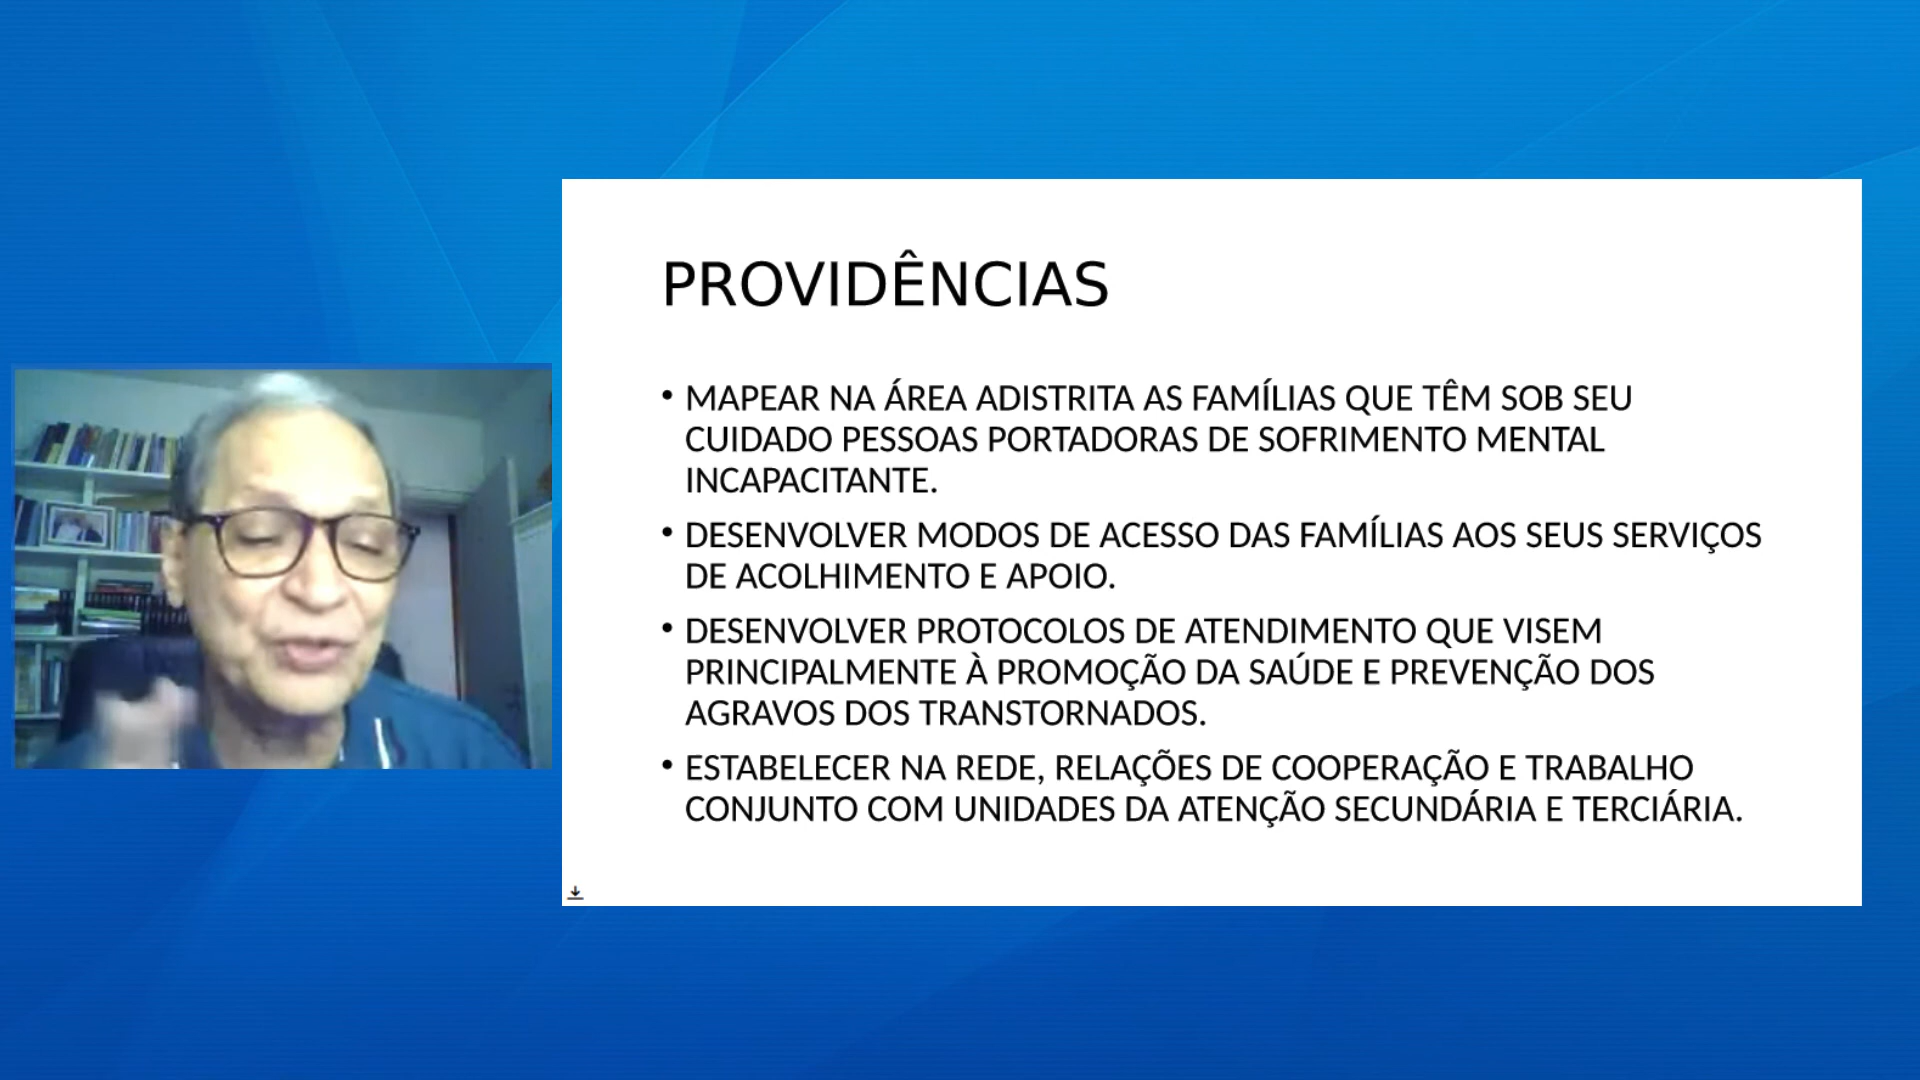 PROVIDÊNCIAS
• MAPEAR NA ÁREA ADISTRITA AS FAMÍLIAS QUE TÊM SOB SEU
CUIDADO PESSOAS PORTADORAS DE SOFRIMENTO MENTAL
INCAPACITANTE.
• DESENVOLVER MODOS DE ACESSO DAS FAMÍLIAS AOS SEUS SERVIÇOS
DE ACOLHIMENTO E APOIO.
• DESENVOLVER PROTOCOLOS DE ATENDIMENTO QUE VISEM
PRINCIPALMENTE À PROMOÇÃO DA SAÚDE E PREVENÇÃO DOS
AGRAVOS DOS TRANSTORNADOS.
• ESTABELECER NA REDE, RELAÇÕES DE COOPERAÇÃO E TRABALHO
CONJUNTO COM UNIDADES DA ATENÇÃO SECUNDÁRIA E TERCIÁRIA.